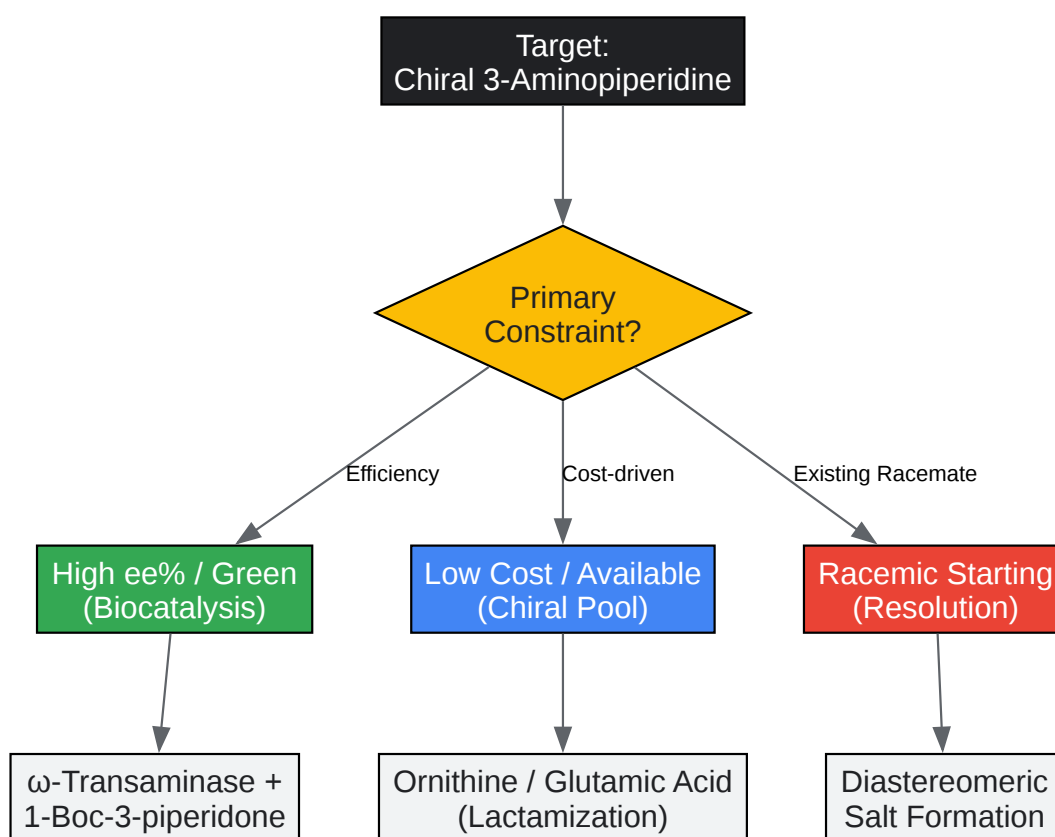 Target:
Chiral 3-Aminopiperidine
Primary
Constraint?
Efficiency
Cost-driven
Existing Racemate
High ee% / Green
(Biocatalysis)
Low Cost / Available
(Chiral Pool)
Racemic Starting
(Resolution)
ω-Transaminase +
1-Boc-3-piperidone
Ornithine / Glutamic Acid
(Lactamization)
Diastereomeric
Salt Formation